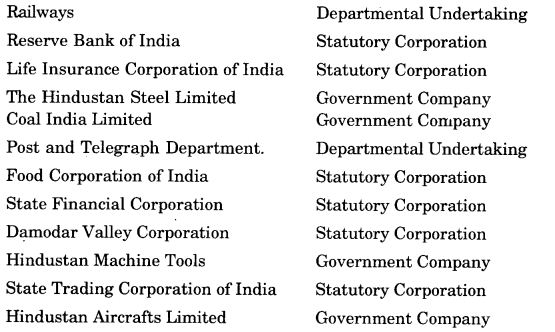 Railways Departmental Undertaking
Reserve Bank of India Statutory Corporation
Life Insurance Corporation of India Statutory Corporation
The Hindustan Steel Limited Government Company
Coal India Limited Government Company
Post and Telegraph Department. Departmental Undertaking
Food Corporation of India Statutory Corporation
State Financial Corporation Statutory Corporation
Damodar Valley Corporation Statutory Corporation
Hindustan Machine Tools Government Company
State Trading Corporation of India Statutory Corporation
Hindustan Aircrafts Limited Government Company